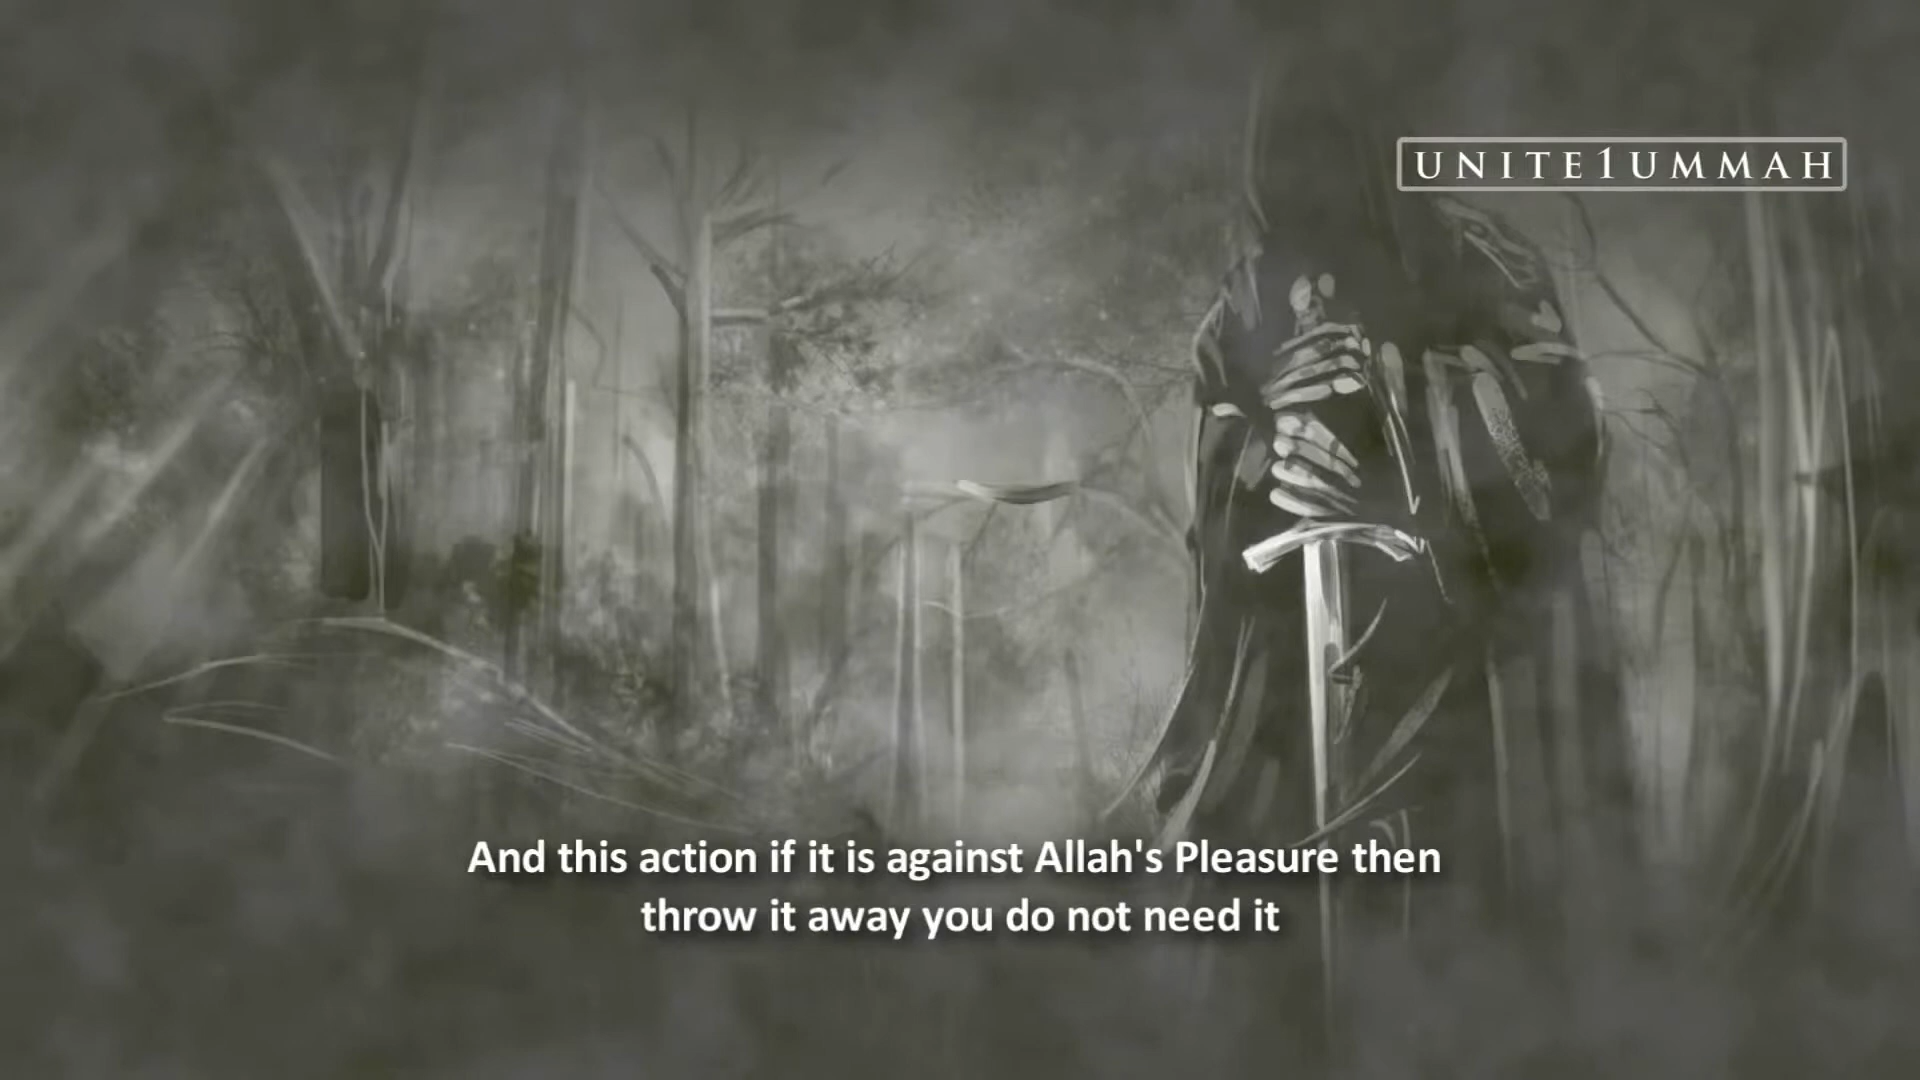 UNITE1UMMAH
And this action if it is against Allah's Pleasure then
throw it away you do not need it